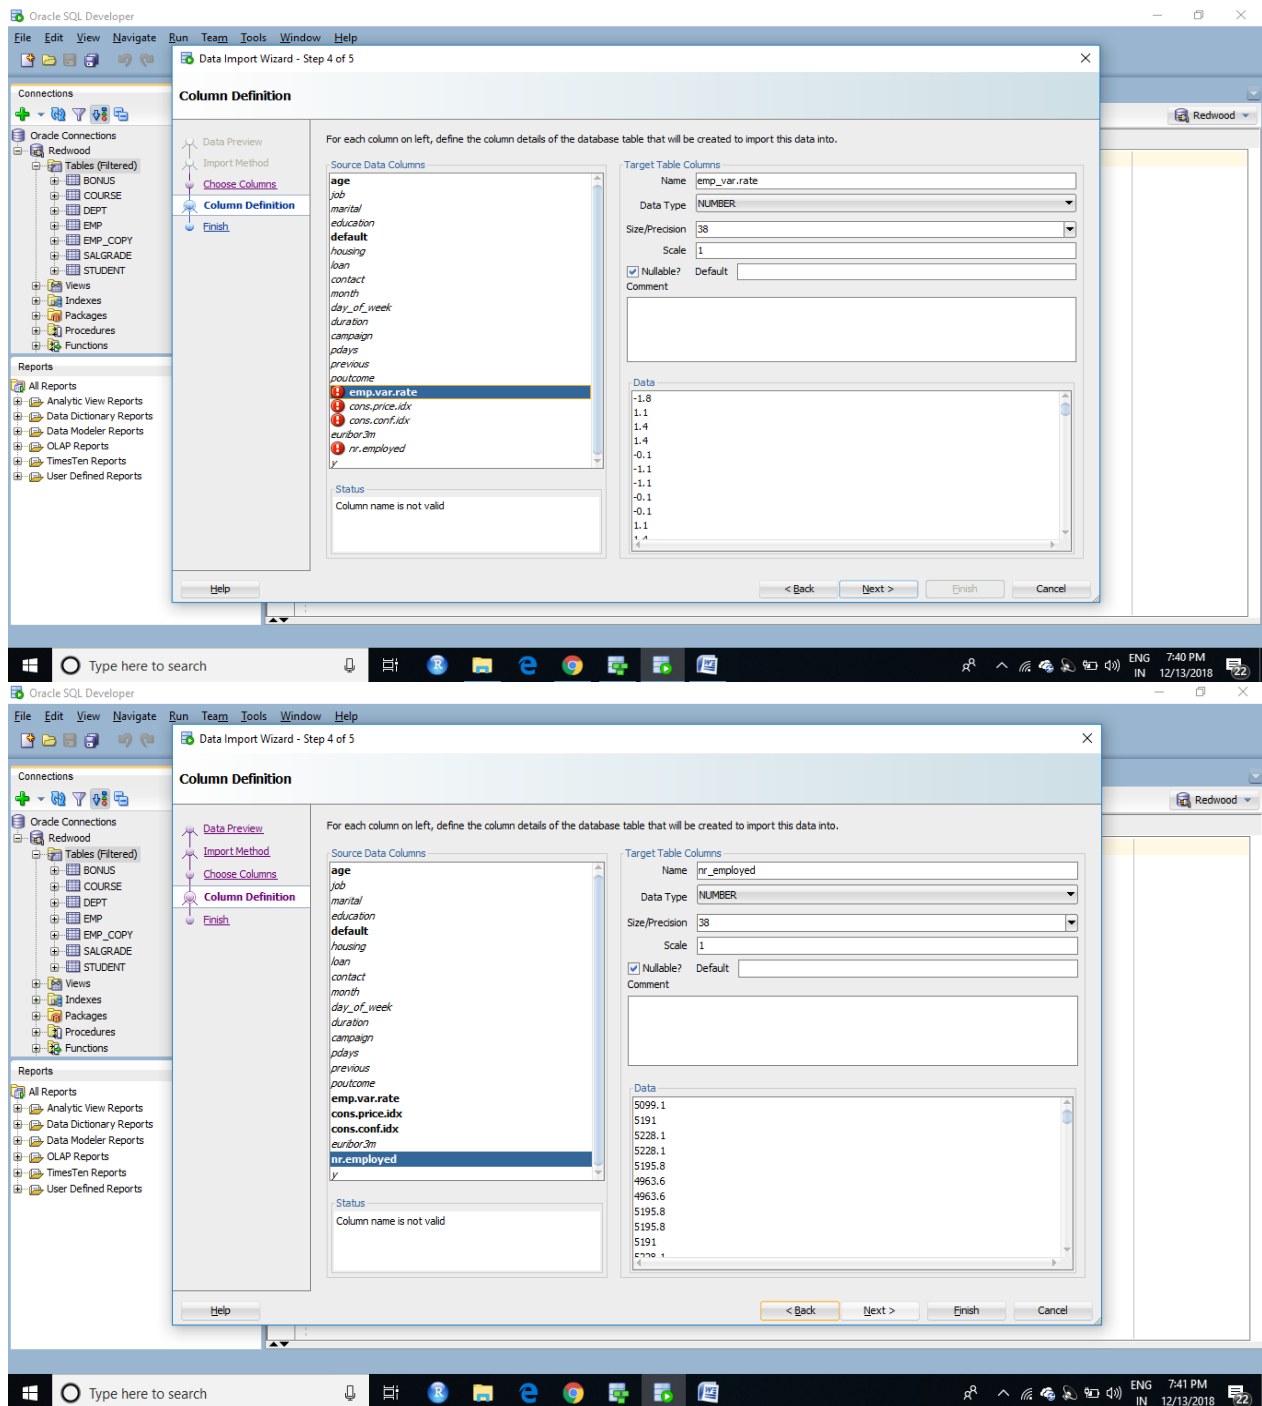 Oracle SQL Developer
File Edit View Navigate Run Team Tools Window Help
Data Import Wizard - Step 4 of 5
Connections
Column Definition
Redwood
Oracle Connections
Redwood
Tables (Filtered)
BONUS
COURSE
DEPT
EMP
EMP_COPY
SALGRADE
STUDENT
Views
Indexes
Packages
Procedures
Functions
Reports
All Reports
Analytic View Reports
Data Dictionary Reports
Data Modeler Reports
OLAP Reports
TimesTen Reports
User Defined Reports
Data Preview
Import Method
Choose Columns
Column Definition
Finish
For each column on left, define the column details of the database table that will be created to import this data into.
Source Data Columns
age
job
marital
education
default
housing
loan
contact
month
day_of_week
duration
campaign
pdays
previous
poutcome
emp.var.rate
cons.price.idx
cons.conf.idx
euribor3m
nr.employed
y
Status
Column name is not valid
Target Table Columns
Name emp_var.rate
Data Type NUMBER
Size/Precision 38
Scale 1
Nullable? Default
Comment
Data
-1.8
1.1
1.4
1.4
-0.1
-1.1
-1.1
-0.1
-0.1
1.1
1.4
Help < Back Next > Finish Cancel
Type here to search
ENG 7:40 PM
IN 12/13/2018
22
Oracle SQL Developer
File Edit View Navigate Run Team Tools Window Help
Data Import Wizard - Step 4 of 5
Connections
Column Definition
Redwood
Oracle Connections
Redwood
Tables (Filtered)
BONUS
COURSE
DEPT
EMP
EMP_COPY
SALGRADE
STUDENT
Views
Indexes
Packages
Procedures
Functions
Reports
All Reports
Analytic View Reports
Data Dictionary Reports
Data Modeler Reports
OLAP Reports
TimesTen Reports
User Defined Reports
Data Preview
Import Method
Choose Columns
Column Definition
Finish
For each column on left, define the column details of the database table that will be created to import this data into.
Source Data Columns
age
job
marital
education
default
housing
loan
contact
month
day_of_week
duration
campaign
pdays
previous
poutcome
emp.var.rate
cons.price.idx
cons.conf.idx
euribor3m
nr.employed
y
Status
Column name is not valid
Target Table Columns
Name nr_employed
Data Type NUMBER
Size/Precision 38
Scale 1
Nullable? Default
Comment
Data
5099.1
5191
5228.1
5228.1
5195.8
4963.6
4963.6
5195.8
5195.8
5191
5228.1
Help < Back Next > Finish Cancel
Type here to search
ENG 7:41 PM
IN 12/13/2018
22